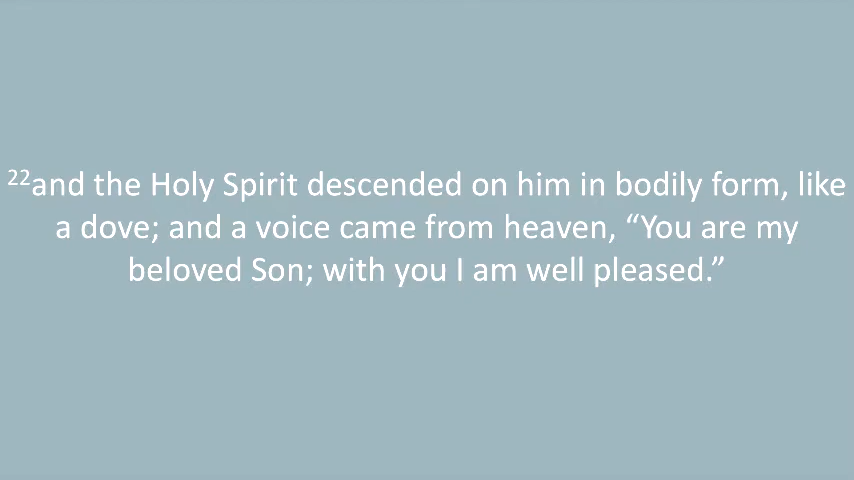 22and the Holy Spirit descended on him in bodily form, like
a dove; and a voice came from heaven, “You are my
beloved Son; with you I am well pleased.”